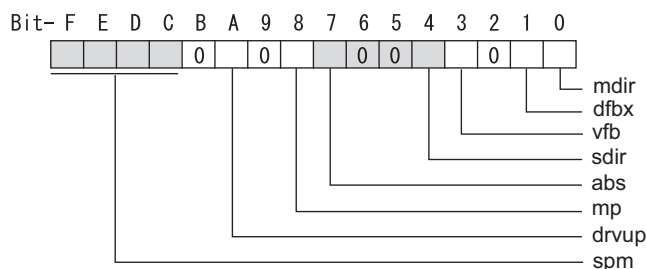 Bit- F E D C B A 9 8 7 6 5 4 3 2 1 0
0 0 0 0 0
mdir
dfbx
vfb
sdir
abs
mp
drvup
spm